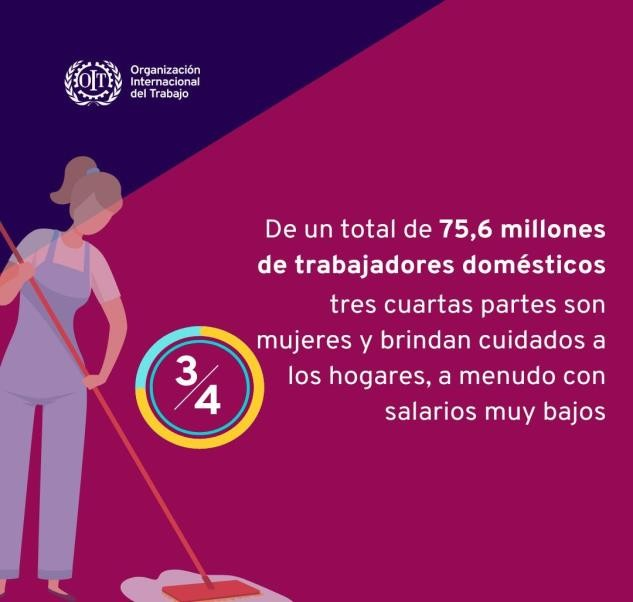 OIT
Organización
Internacional
del Trabajo
De un total de 75,6 millones
de trabajadores domésticos
tres cuartas partes son
mujeres y brindan cuidados a
los hogares, a menudo con
salarios muy bajos
3/4